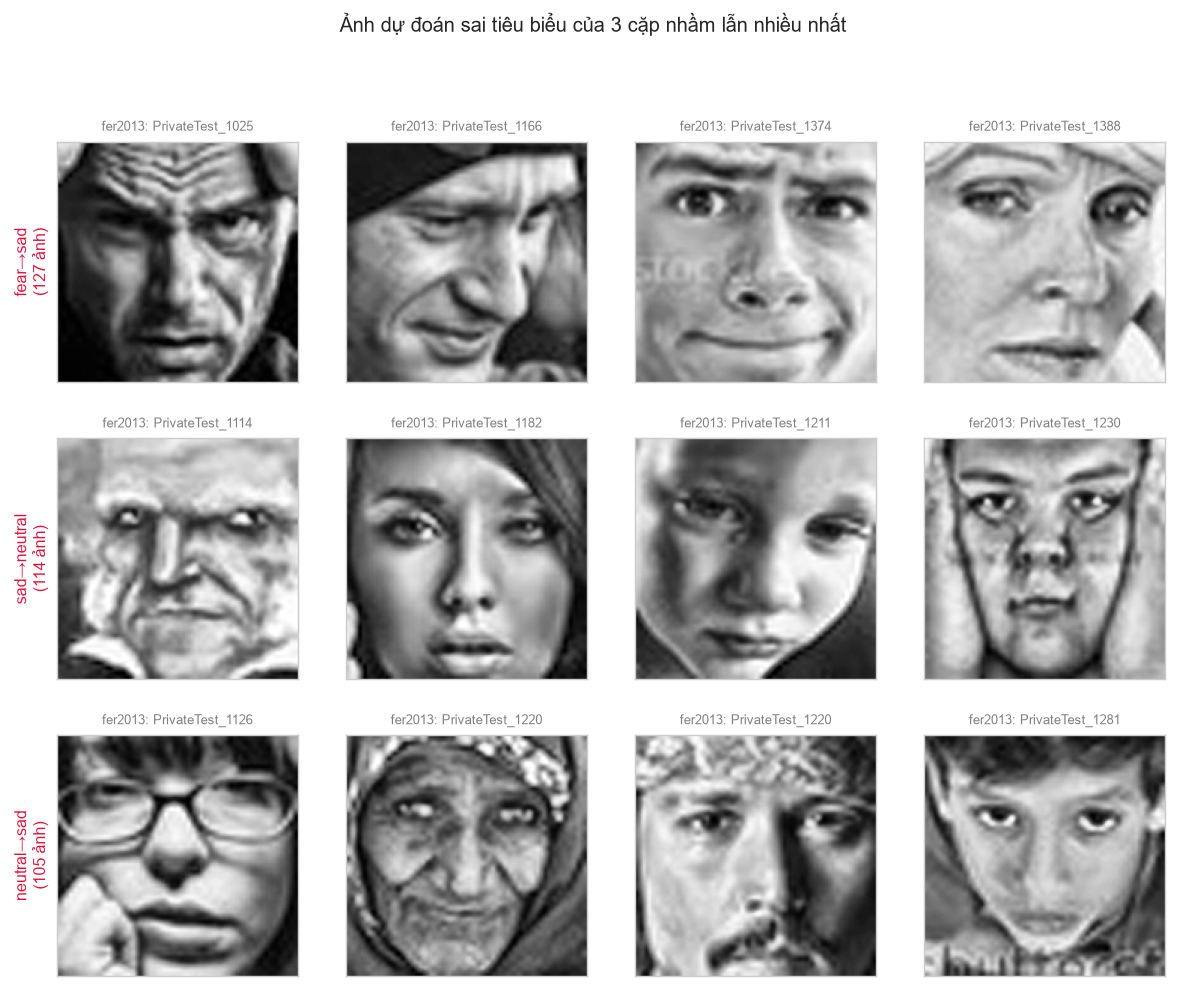 Ảnh dự đoán sai tiêu biểu của 3 cặp nhầm lẫn nhiều nhất
fer2013: PrivateTest_1025
fer2013: PrivateTest_1166
fer2013: PrivateTest_1374
fer2013: PrivateTest_1388
fear→sad
(127 ảnh)
stoc
fer2013: PrivateTest_1114
fer2013: PrivateTest_1182
fer2013: PrivateTest_1211
fer2013: PrivateTest_1230
sad→neutral
(114 ảnh)
fer2013: PrivateTest_1126
fer2013: PrivateTest_1220
fer2013: PrivateTest_1220
fer2013: PrivateTest_1281
neutral→sad
(105 ảnh)